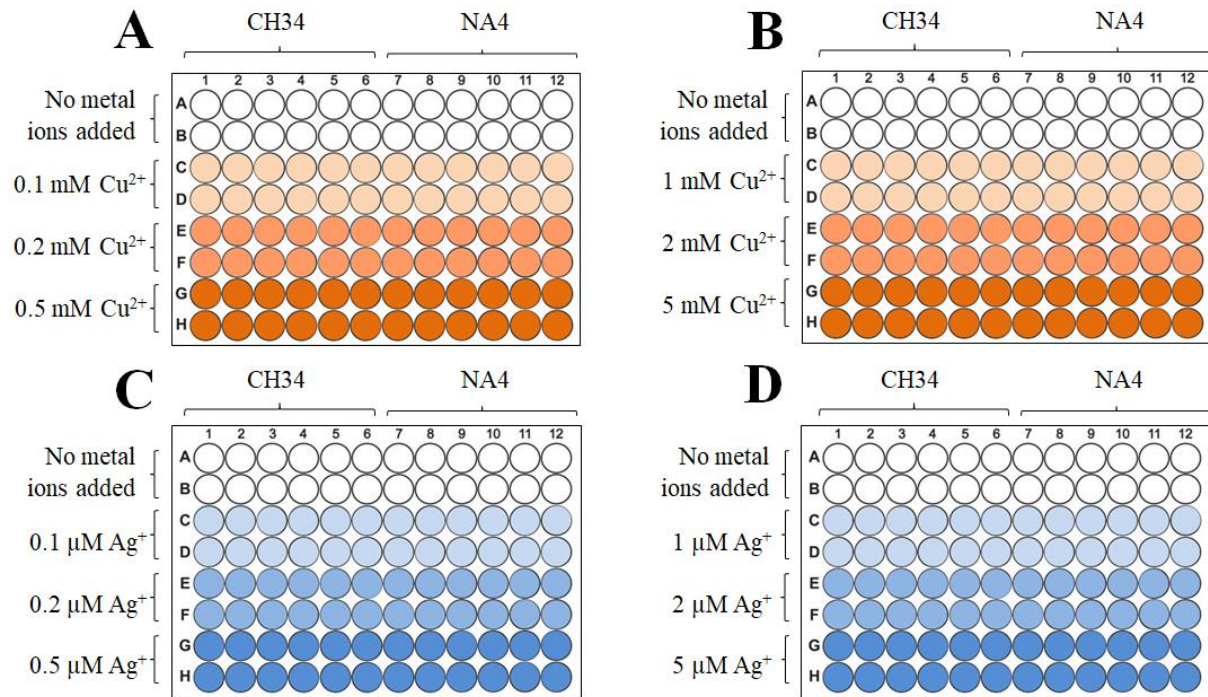 A
CH34 NA4
No metal
ions added
0.1 mM Cu²⁺
0.2 mM Cu²⁺
0.5 mM Cu²⁺
1 2 3 4 5 6 7 8 9 10 11 12
A
B
C
D
E
F
G
H
B
CH34 NA4
No metal
ions added
1 mM Cu²⁺
2 mM Cu²⁺
5 mM Cu²⁺
1 2 3 4 5 6 7 8 9 10 11 12
A
B
C
D
E
F
G
H
C
CH34 NA4
No metal
ions added
0.1 µM Ag⁺
0.2 µM Ag⁺
0.5 µM Ag⁺
1 2 3 4 5 6 7 8 9 10 11 12
A
B
C
D
E
F
G
H
D
CH34 NA4
No metal
ions added
1 µM Ag⁺
2 µM Ag⁺
5 µM Ag⁺
1 2 3 4 5 6 7 8 9 10 11 12
A
B
C
D
E
F
G
H